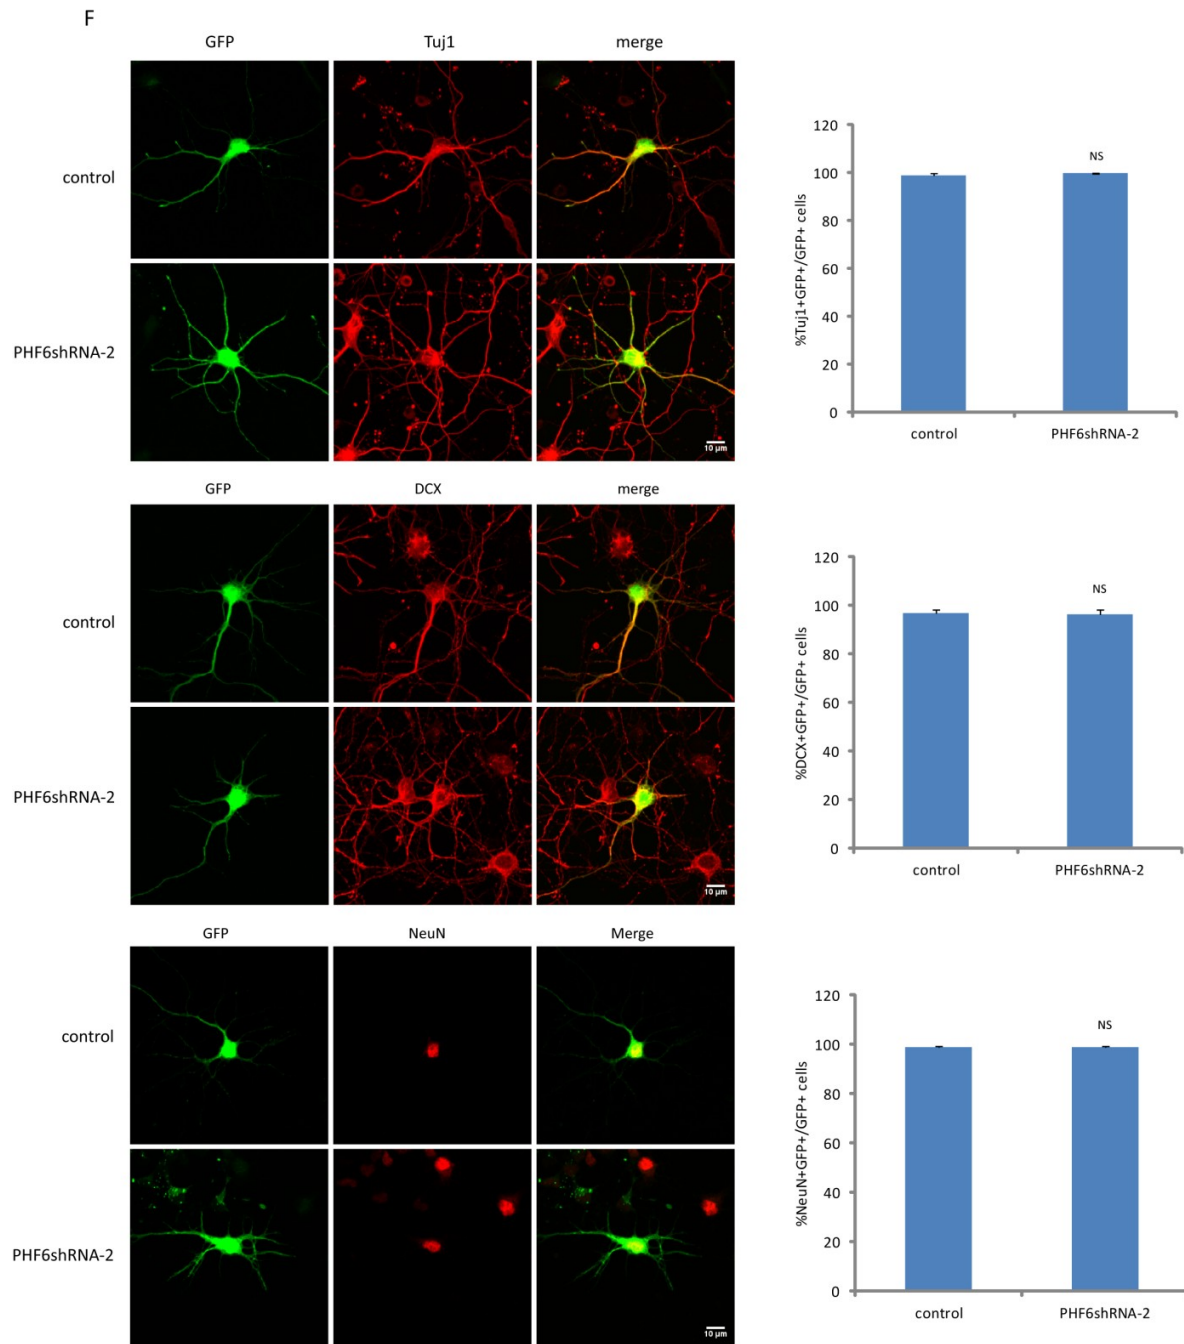 F
GFP Tuj1 merge
control
PHF6shRNA-2
10 µm
120
100
80
60
40
20
0
%Tuj1+GFP+/GFP+ cells
NS
control PHF6shRNA-2
GFP DCX merge
control
PHF6shRNA-2
10 µm
120
100
80
60
40
20
0
%DCX+GFP+/GFP+ cells
NS
control PHF6shRNA-2
GFP NeuN Merge
control
PHF6shRNA-2
10 µm
120
100
80
60
40
20
0
%NeuN+GFP+/GFP+ cells
NS
control PHF6shRNA-2